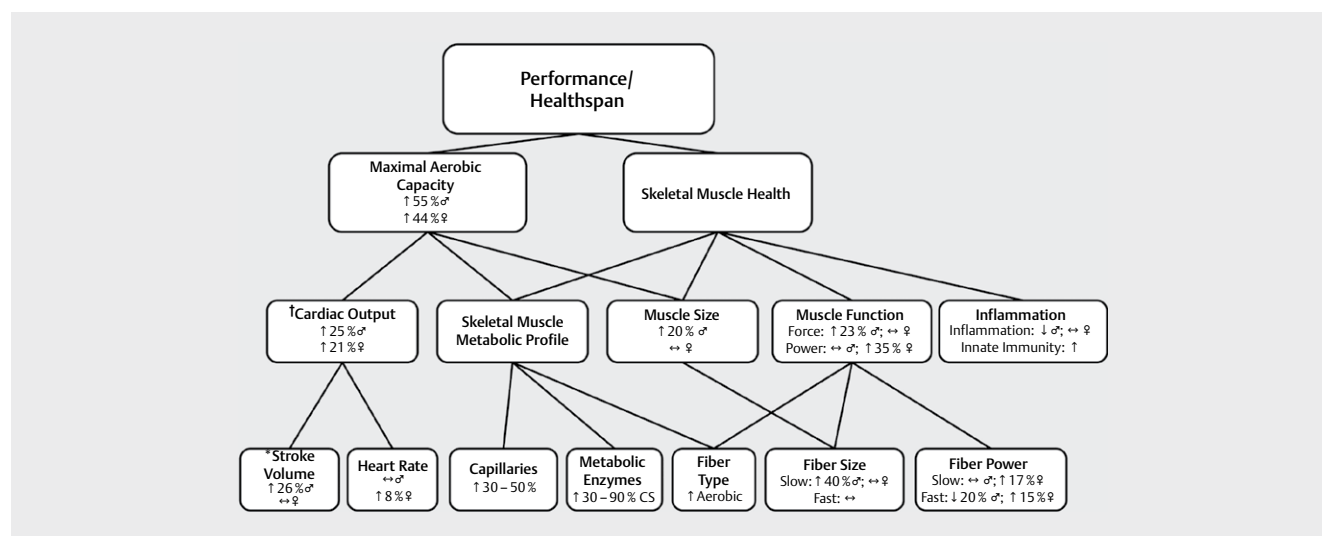 Performance/
Healthspan
Maximal Aerobic
Capacity
↑55%♂
↑44%♀
Skeletal Muscle Health
†Cardiac Output
↑25%♂
↑21%♀
Skeletal Muscle
Metabolic Profile
Muscle Size
↑20% ♂
↔ ♀
Muscle Function
Force: ↑23% ♂; ↔ ♀
Power: ↔ ♂; ↑35% ♀
Inflammation
Inflammation: ↓ ♂; ↔ ♀
Innate Immunity: ↑
*Stroke
Volume
↑26%♂
↔♀
Heart Rate
↔♂
↑8%♀
Capillaries
↑30–50%
Metabolic
Enzymes
↑30–90% CS
Fiber
Type
↑Aerobic
Fiber Size
Slow:↑40%♂;↔♀
Fast: ↔
Fiber Power
Slow: ↔ ♂;↑17%♀
Fast:↓20% ♂; ↑15%♀